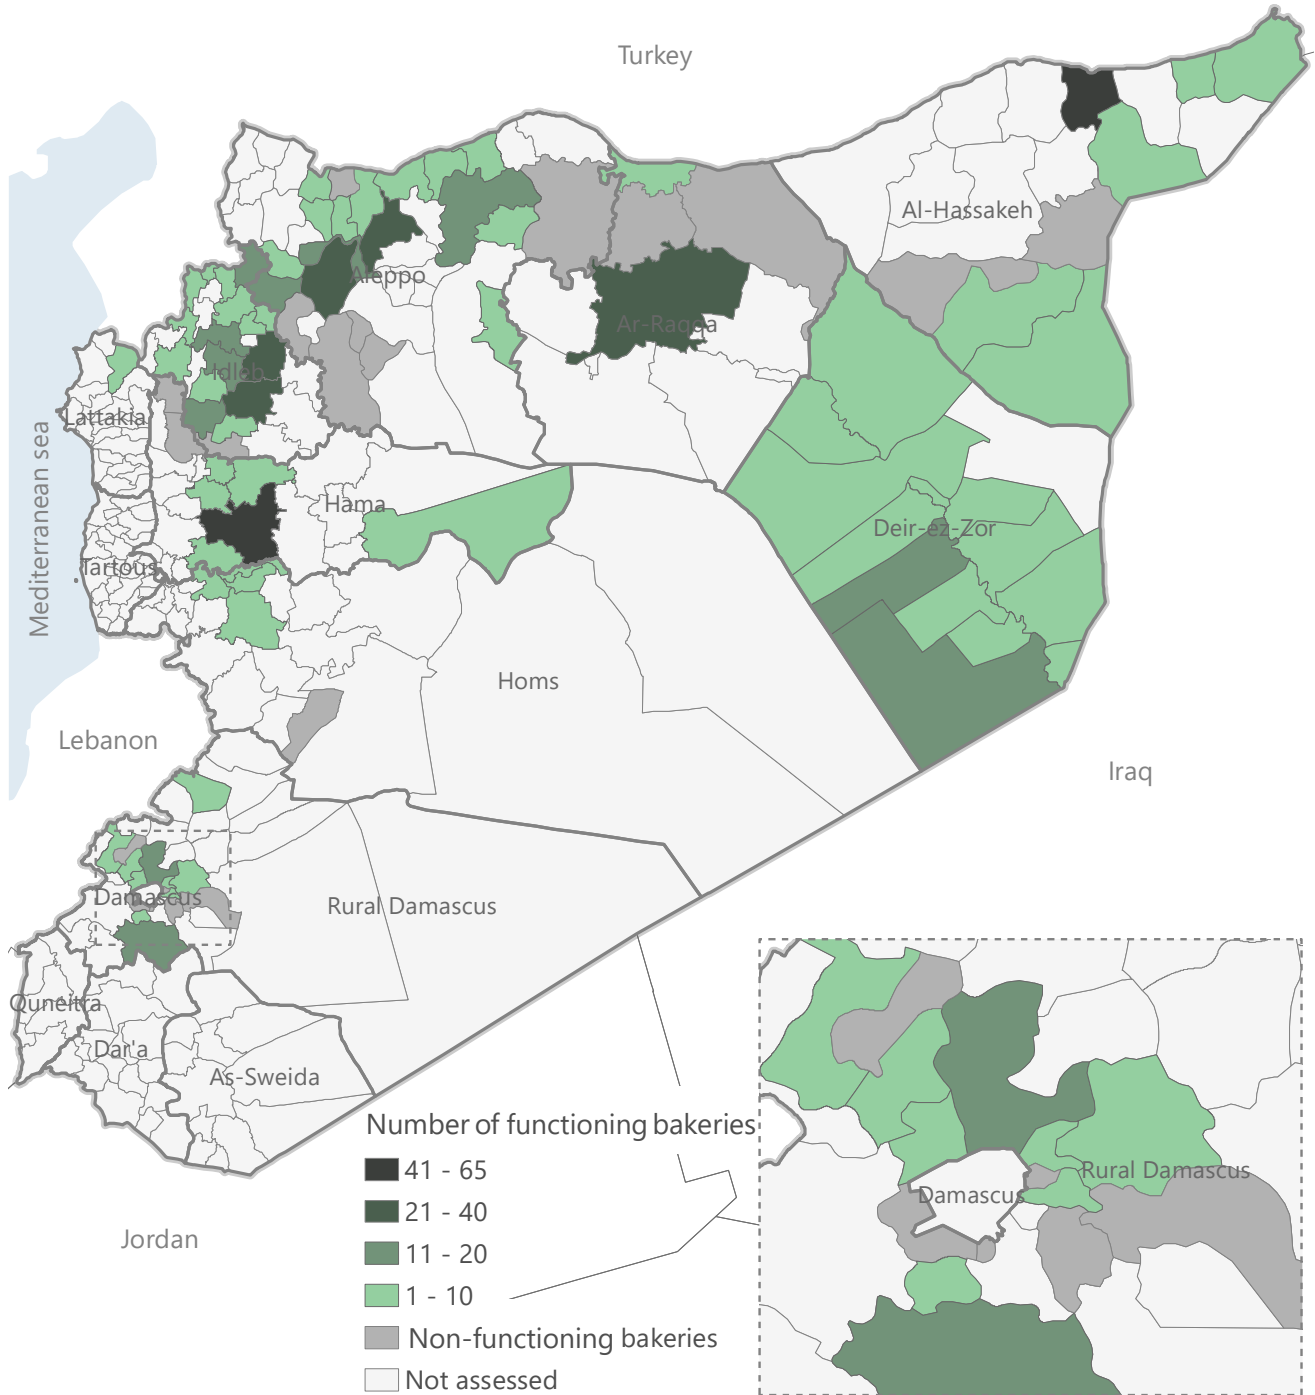 Turkey
Al-Hassakeh
Aleppo
Ar-Raqqa
Idleb
Lattakia
Mediterranean sea
Hama
Deir-ez-Zor
Tartous
Homs
Lebanon
Iraq
Damascus
Rural Damascus
Quneitra
Dar'a
As-Sweida
Jordan
Number of functioning bakeries
41 - 65
21 - 40
11 - 20
1 - 10
Non-functioning bakeries
Not assessed
Rural Damascus
Damascus